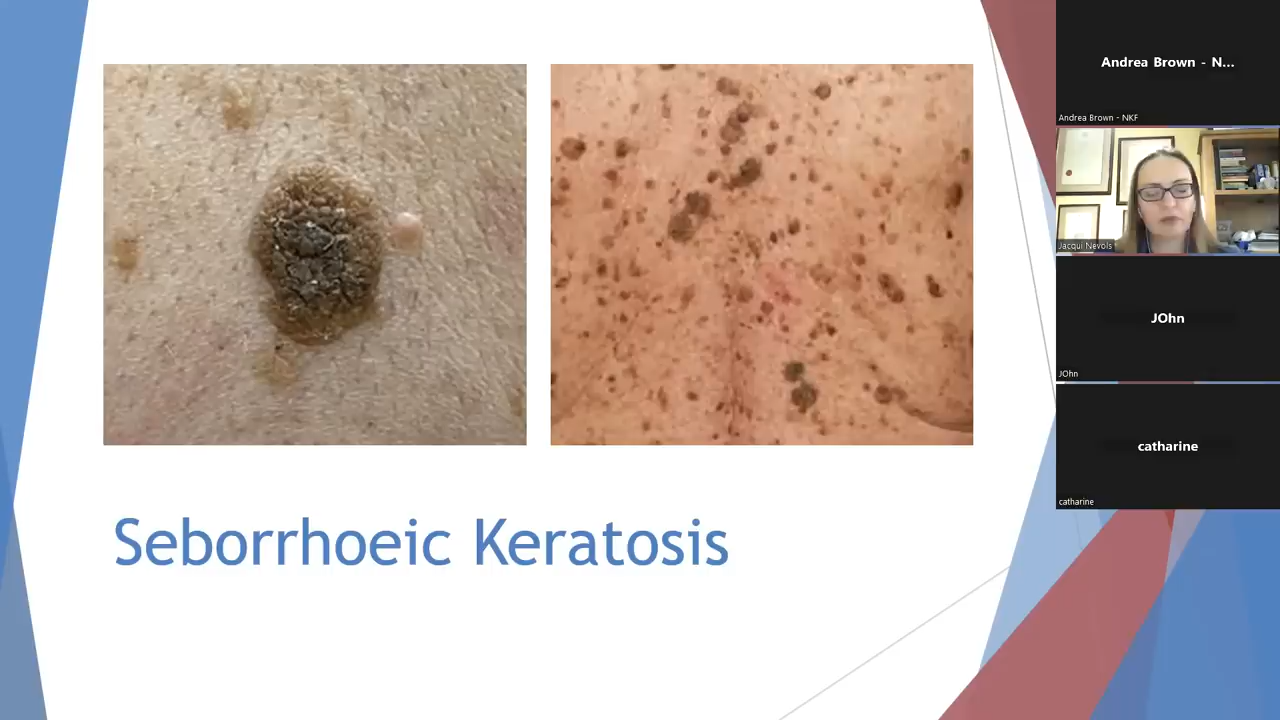 Seborrhoeic Keratosis
Andrea Brown - N...
Andrea Brown - NKF
Jacqui Nevols
JOhn
JOhn
catharine
catharine